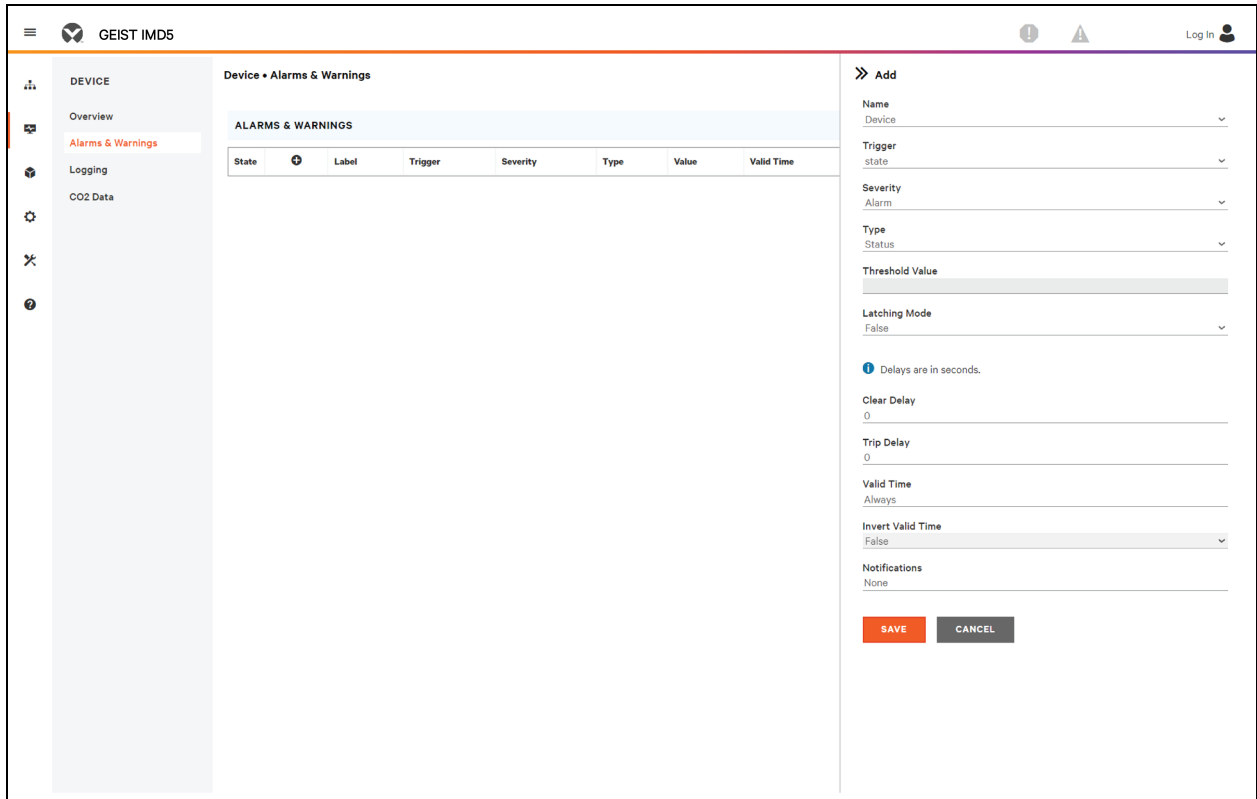 GEIST IMD5
Log In
DEVICE
Overview
Alarms & Warnings
Logging
CO2 Data
Device • Alarms & Warnings
ALARMS & WARNINGS
State Label Trigger Severity Type Value Valid Time
Add
Name
Device
Trigger
state
Severity
Alarm
Type
Status
Threshold Value
Latching Mode
False
Delays are in seconds.
Clear Delay
0
Trip Delay
0
Valid Time
Always
Invert Valid Time
False
Notifications
None
SAVE CANCEL